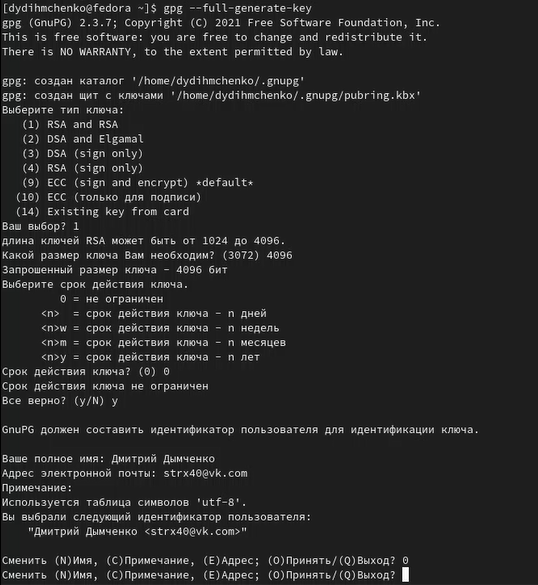 [dydihmchenko@fedora ~]$ gpg --full-generate-key
gpg (GnuPG) 2.3.7; Copyright (C) 2021 Free Software Foundation, Inc.
This is free software: you are free to change and redistribute it.
There is NO WARRANTY, to the extent permitted by law.
gpg: создан каталог '/home/dydihmchenko/.gnupg'
gpg: создан щит с ключами '/home/dydihmchenko/.gnupg/pubring.kbx'
Выберите тип ключа:
(1) RSA and RSA
(2) DSA and Elgamal
(3) DSA (sign only)
(4) RSA (sign only)
(9) ECC (sign and encrypt) *default*
(10) ECC (только для подписи)
(14) Existing key from card
Ваш выбор? 1
длина ключей RSA может быть от 1024 до 4096.
Какой размер ключа Вам необходим? (3072) 4096
Запрошенный размер ключа - 4096 бит
Выберите срок действия ключа.
0 = не ограничен
<n> = срок действия ключа - n дней
<n>w = срок действия ключа - n недель
<n>m = срок действия ключа - n месяцев
<n>y = срок действия ключа - n лет
Срок действия ключа? (0) 0
Срок действия ключа не ограничен
Все верно? (y/N) y
GnuPG должен составить идентификатор пользователя для идентификации ключа.
Ваше полное имя: Дмитрий Дымченко
Адрес электронной почты: strx40@vk.com
Примечание:
Используется таблица символов 'utf-8'.
Вы выбрали следующий идентификатор пользователя:
"Дмитрий Дымченко <strx40@vk.com>"
Сменить (N)Имя, (C)Примечание, (E)Адрес; (O)Принять/(Q)Выход? 0
Сменить (N)Имя, (C)Примечание, (E)Адрес; (O)Принять/(Q)Выход?